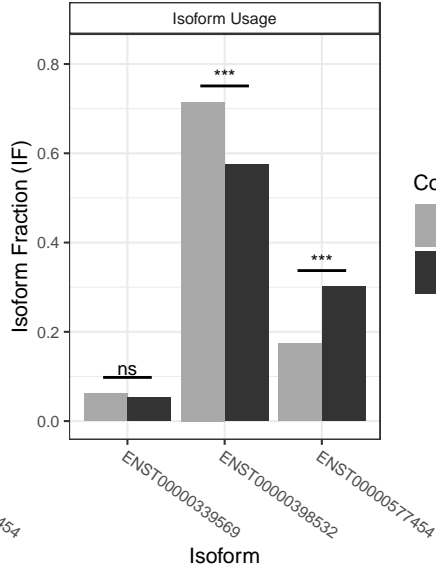 Isoform Usage
Isoform Fraction (IF)
0.8
0.6
0.4
0.2
0.0
ns
***
***
ENST00000339569
ENST00000398532
ENST00000577454
Isoform
Co
454